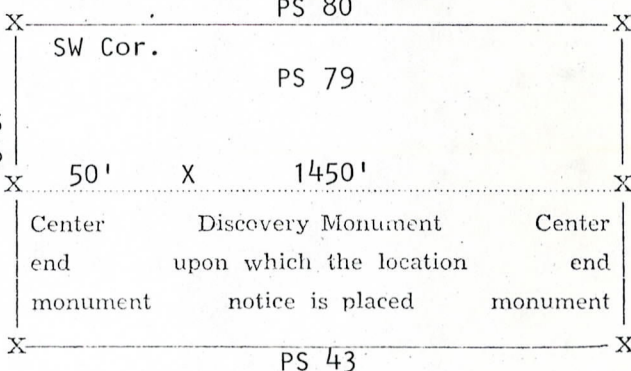 PS 80
X X
SW Cor.
PS 79
X 50' X 1450' X
Center Discovery Monument Center
end upon which the location end
monument notice is placed monument
X X
PS 43